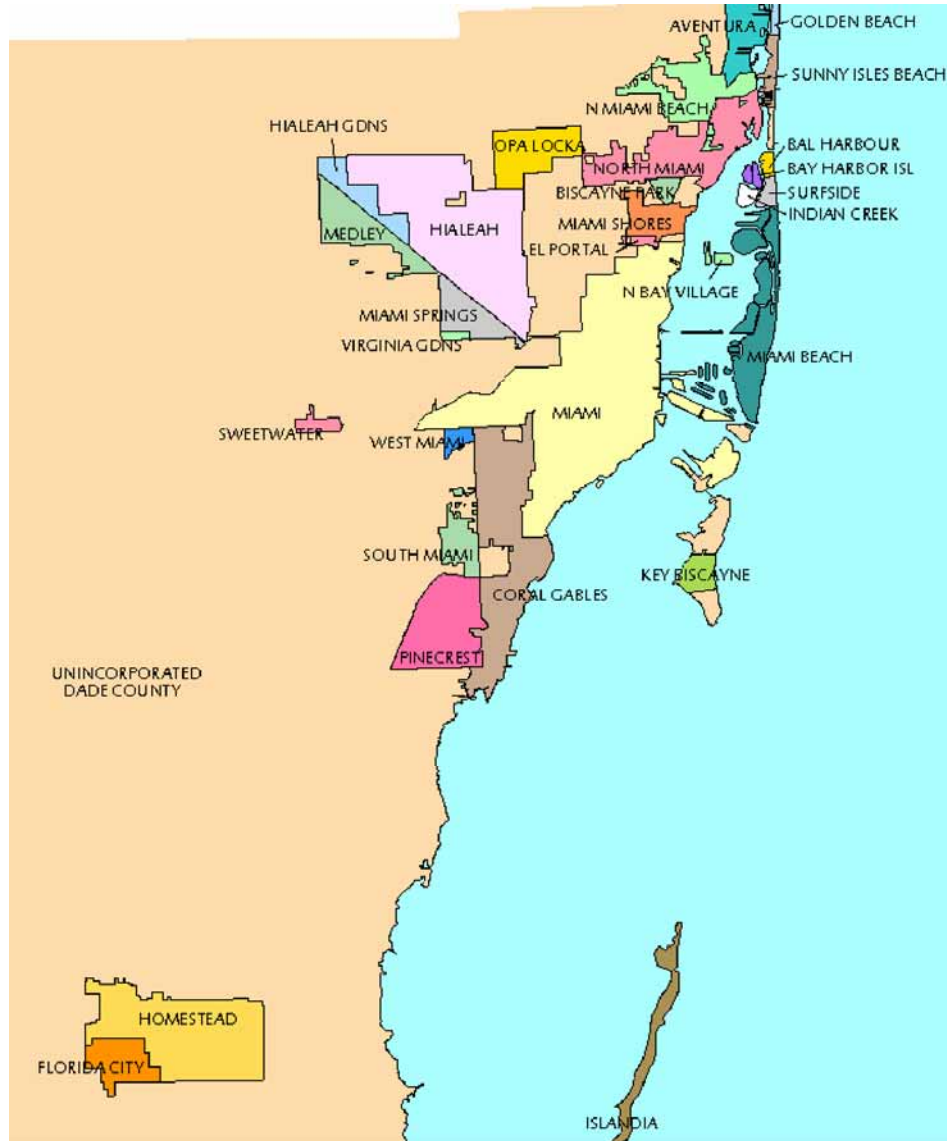 AVENTURA
GOLDEN BEACH
SUNNY ISLES BEACH
N MIAMI BEACH
HIALEAH GDNS
OPA LOCKA
BAL HARBOUR
NORTH MIAMI
BAY HARBOR ISL
BISCAYNE PARK
SURFSIDE
MIAMI SHORES
INDIAN CREEK
MEDLEY
HIALEAH
EL PORTAL
N BAY VILLAGE
MIAMI SPRINGS
VIRGINIA GDNS
MIAMI BEACH
MIAMI
SWEETWATER
WEST MIAMI
SOUTH MIAMI
KEY BISCAYNE
CORAL GABLES
PINECREST
UNINCORPORATED
DADE COUNTY
HOMESTEAD
FLORIDA CITY
ISLANDIA